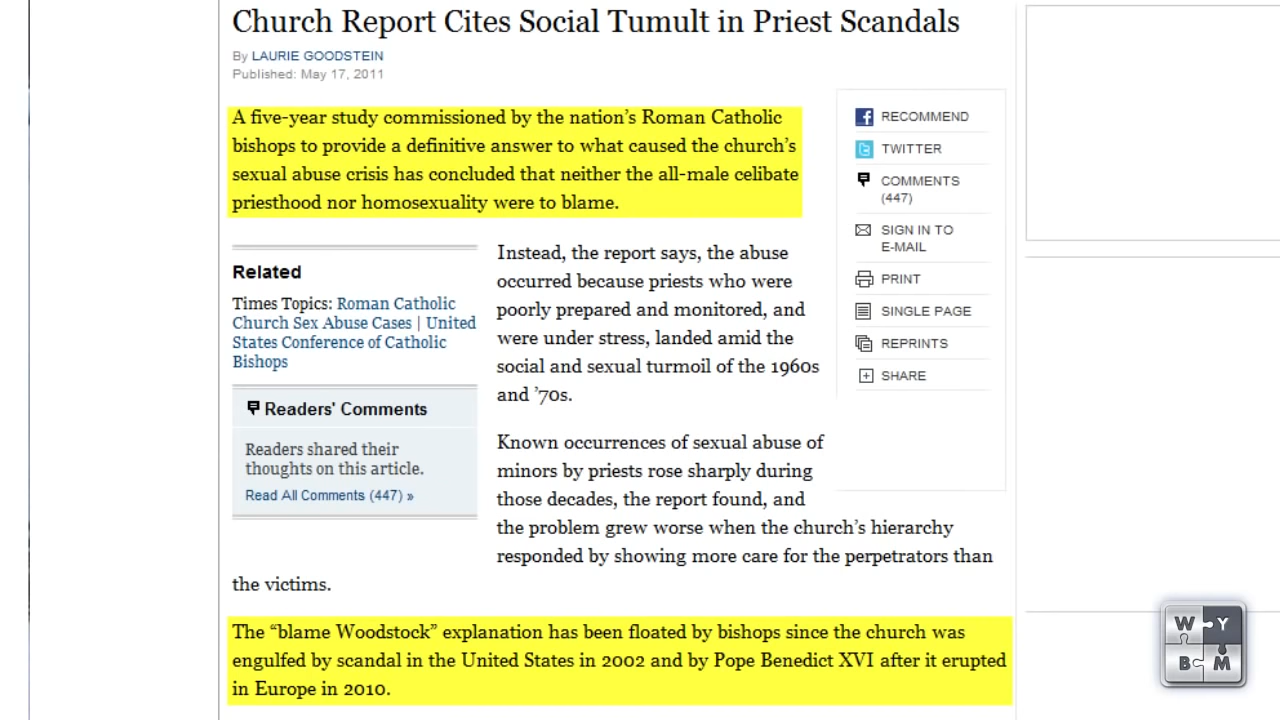 Church Report Cites Social Tumult in Priest Scandals
By LAURIE GOODSTEIN
Published: May 17, 2011
A five-year study commissioned by the nation’s Roman Catholic
bishops to provide a definitive answer to what caused the church’s
sexual abuse crisis has concluded that neither the all-male celibate
priesthood nor homosexuality were to blame.
RECOMMEND
TWITTER
COMMENTS
(447)
SIGN IN TO
E-MAIL
PRINT
SINGLE PAGE
REPRINTS
SHARE
Related
Times Topics: Roman Catholic
Church Sex Abuse Cases | United
States Conference of Catholic
Bishops
Readers' Comments
Readers shared their
thoughts on this article.
Read All Comments (447) »
Instead, the report says, the abuse
occurred because priests who were
poorly prepared and monitored, and
were under stress, landed amid the
social and sexual turmoil of the 1960s
and ’70s.
Known occurrences of sexual abuse of
minors by priests rose sharply during
those decades, the report found, and
the problem grew worse when the church’s hierarchy
responded by showing more care for the perpetrators than
the victims.
The “blame Woodstock” explanation has been floated by bishops since the church was
engulfed by scandal in the United States in 2002 and by Pope Benedict XVI after it erupted
in Europe in 2010.
W Y
B M